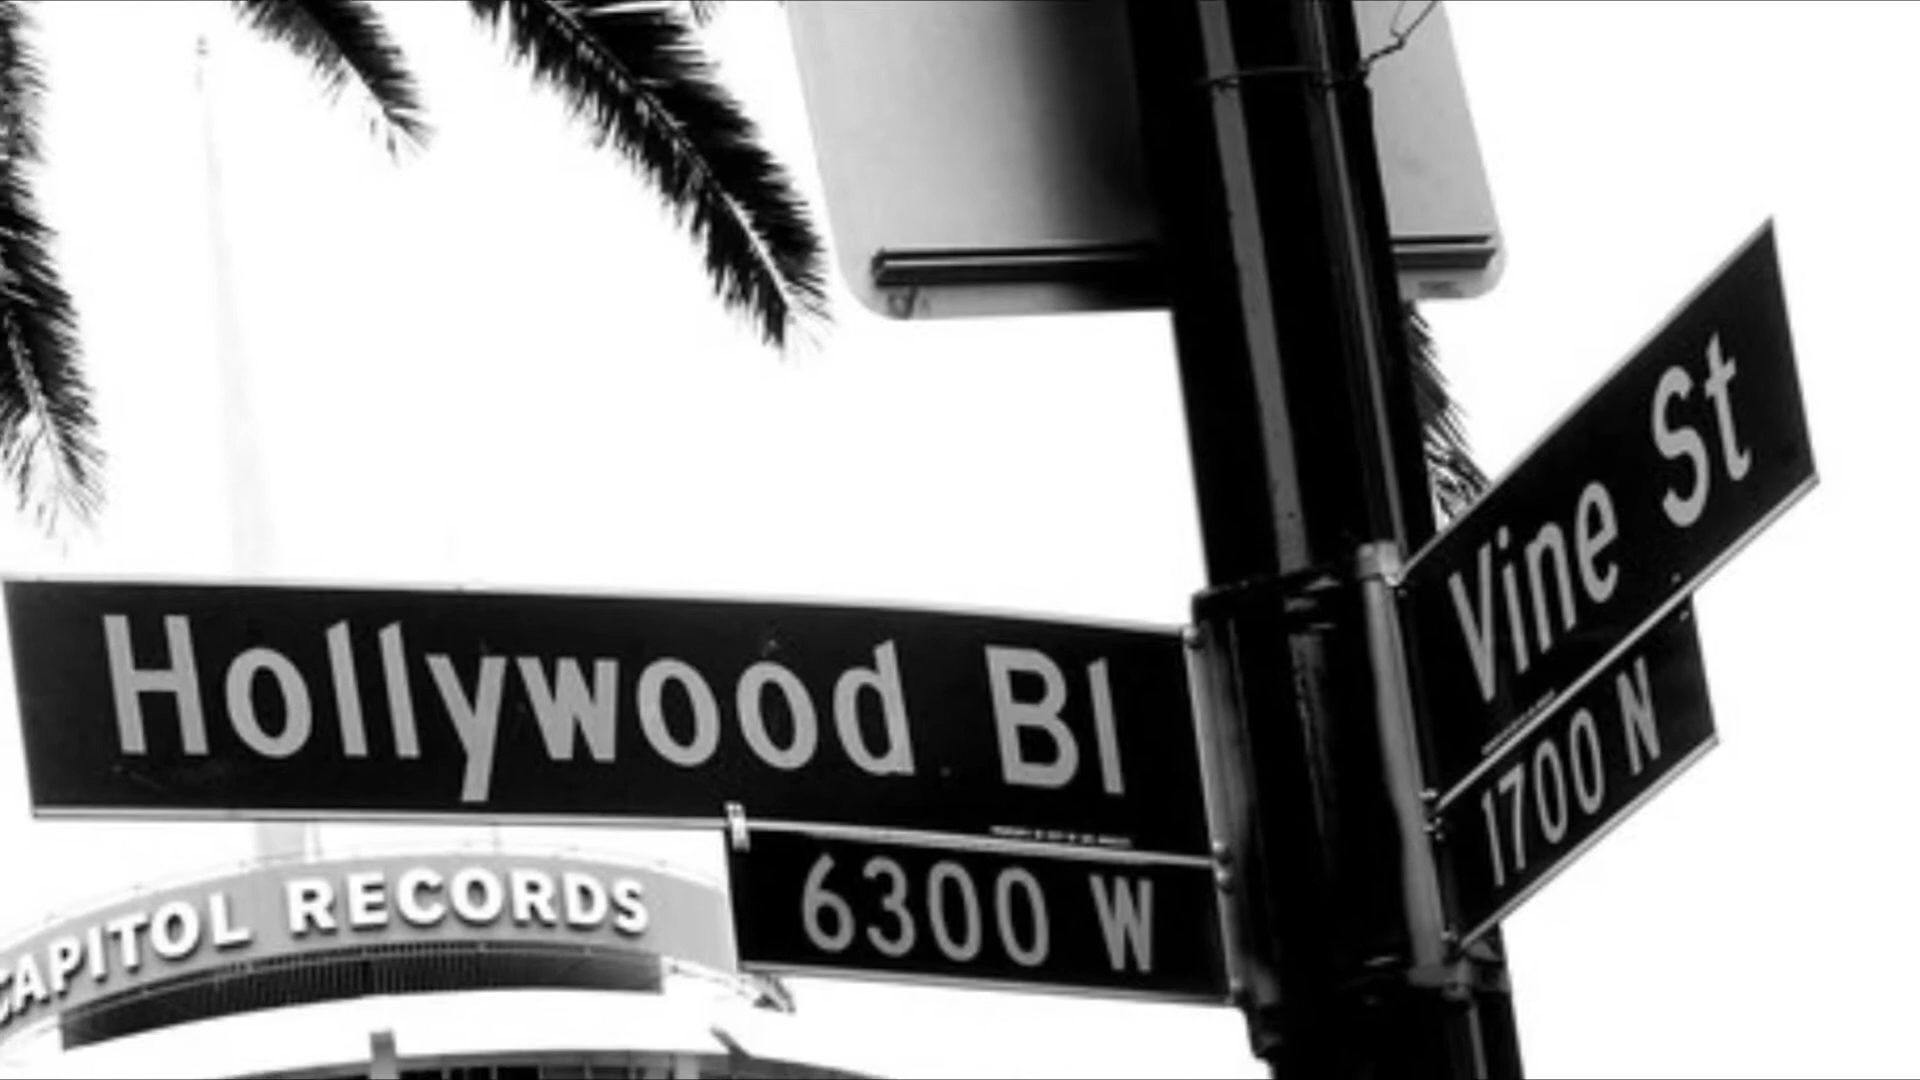 Hollywood Bl
6300 W
Vine St
1700 N
CAPITOL RECORDS